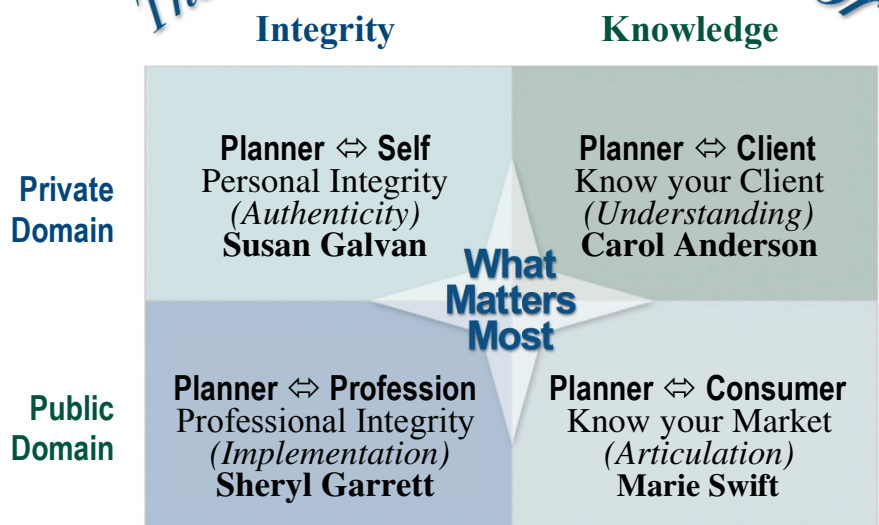 The
Integrity
Knowledge
Private
Domain
Planner ⇔ Self
Personal Integrity
(Authenticity)
Susan Galvan
Planner ⇔ Client
Know your Client
(Understanding)
Carol Anderson
What
Matters
Most
Public
Domain
Planner ⇔ Profession
Professional Integrity
(Implementation)
Sheryl Garrett
Planner ⇔ Consumer
Know your Market
(Articulation)
Marie Swift